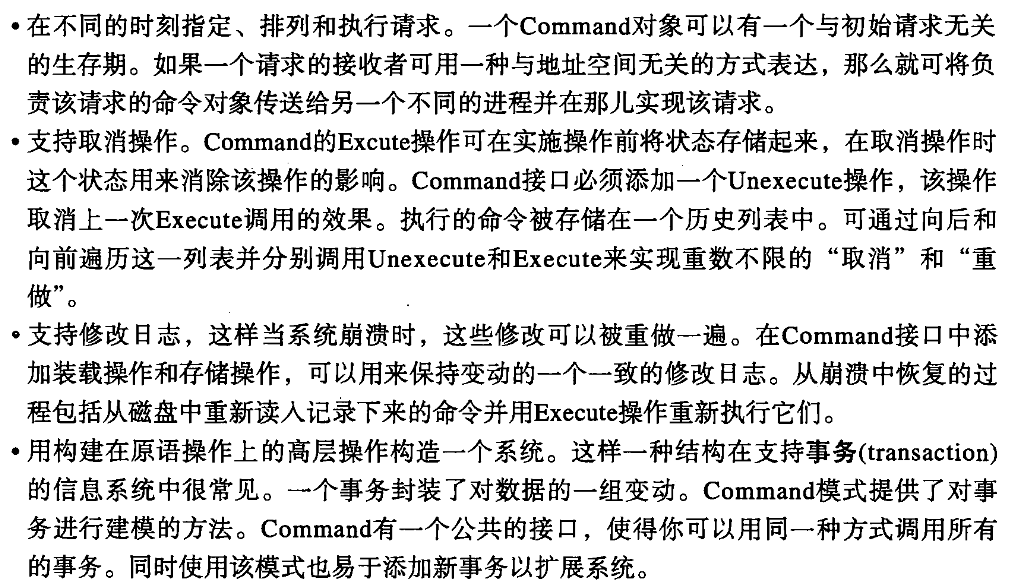 •在不同的时刻指定、排列和执行请求。一个Command对象可以有一个与初始请求无关
的生存期。如果一个请求的接收者可用一种与地址空间无关的方式表达，那么就可将负
责该请求的命令对象传送给另一个不同的进程并在那儿实现该请求。
•支持取消操作。Command的Excute操作可在实施操作前将状态存储起来，在取消操作时
这个状态用来消除该操作的影响。Command接口必须添加一个Unexecute操作，该操作
取消上一次Execute调用的效果。执行的命令被存储在一个历史列表中。可通过向后和
向前遍历这一列表并分别调用Unexecute和Execute来实现重数不限的“取消”和“重
做”。
•支持修改日志，这样当系统崩溃时，这些修改可以被重做一遍。在Command接口中添
加装载操作和存储操作，可以用来保持变动的一个一致的修改日志。从崩溃中恢复的过
程包括从磁盘中重新读入记录下来的命令并用Execute操作重新执行它们。
•用构建在原语操作上的高层操作构造一个系统。这样一种结构在支持事务(transaction)
的信息系统中很常见。一个事务封装了对数据的一组变动。Command模式提供了对事
务进行建模的方法。Command有一个公共的接口，使得你可以用同一种方式调用所有
的事务。同时使用该模式也易于添加新事务以扩展系统。